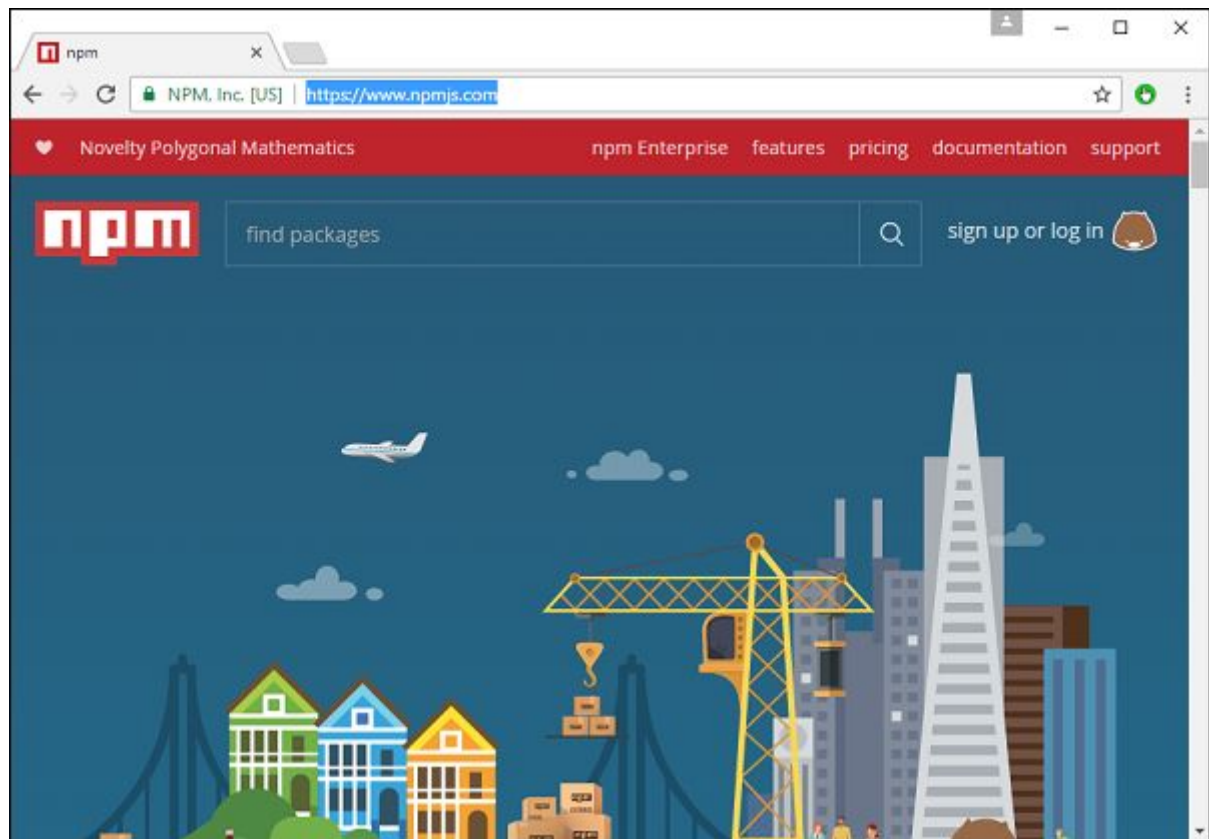 npm
NPM, Inc. [US] https://www.npmjs.com
Novelty Polygonal Mathematics npm Enterprise features pricing documentation support
npm find packages sign up or log in